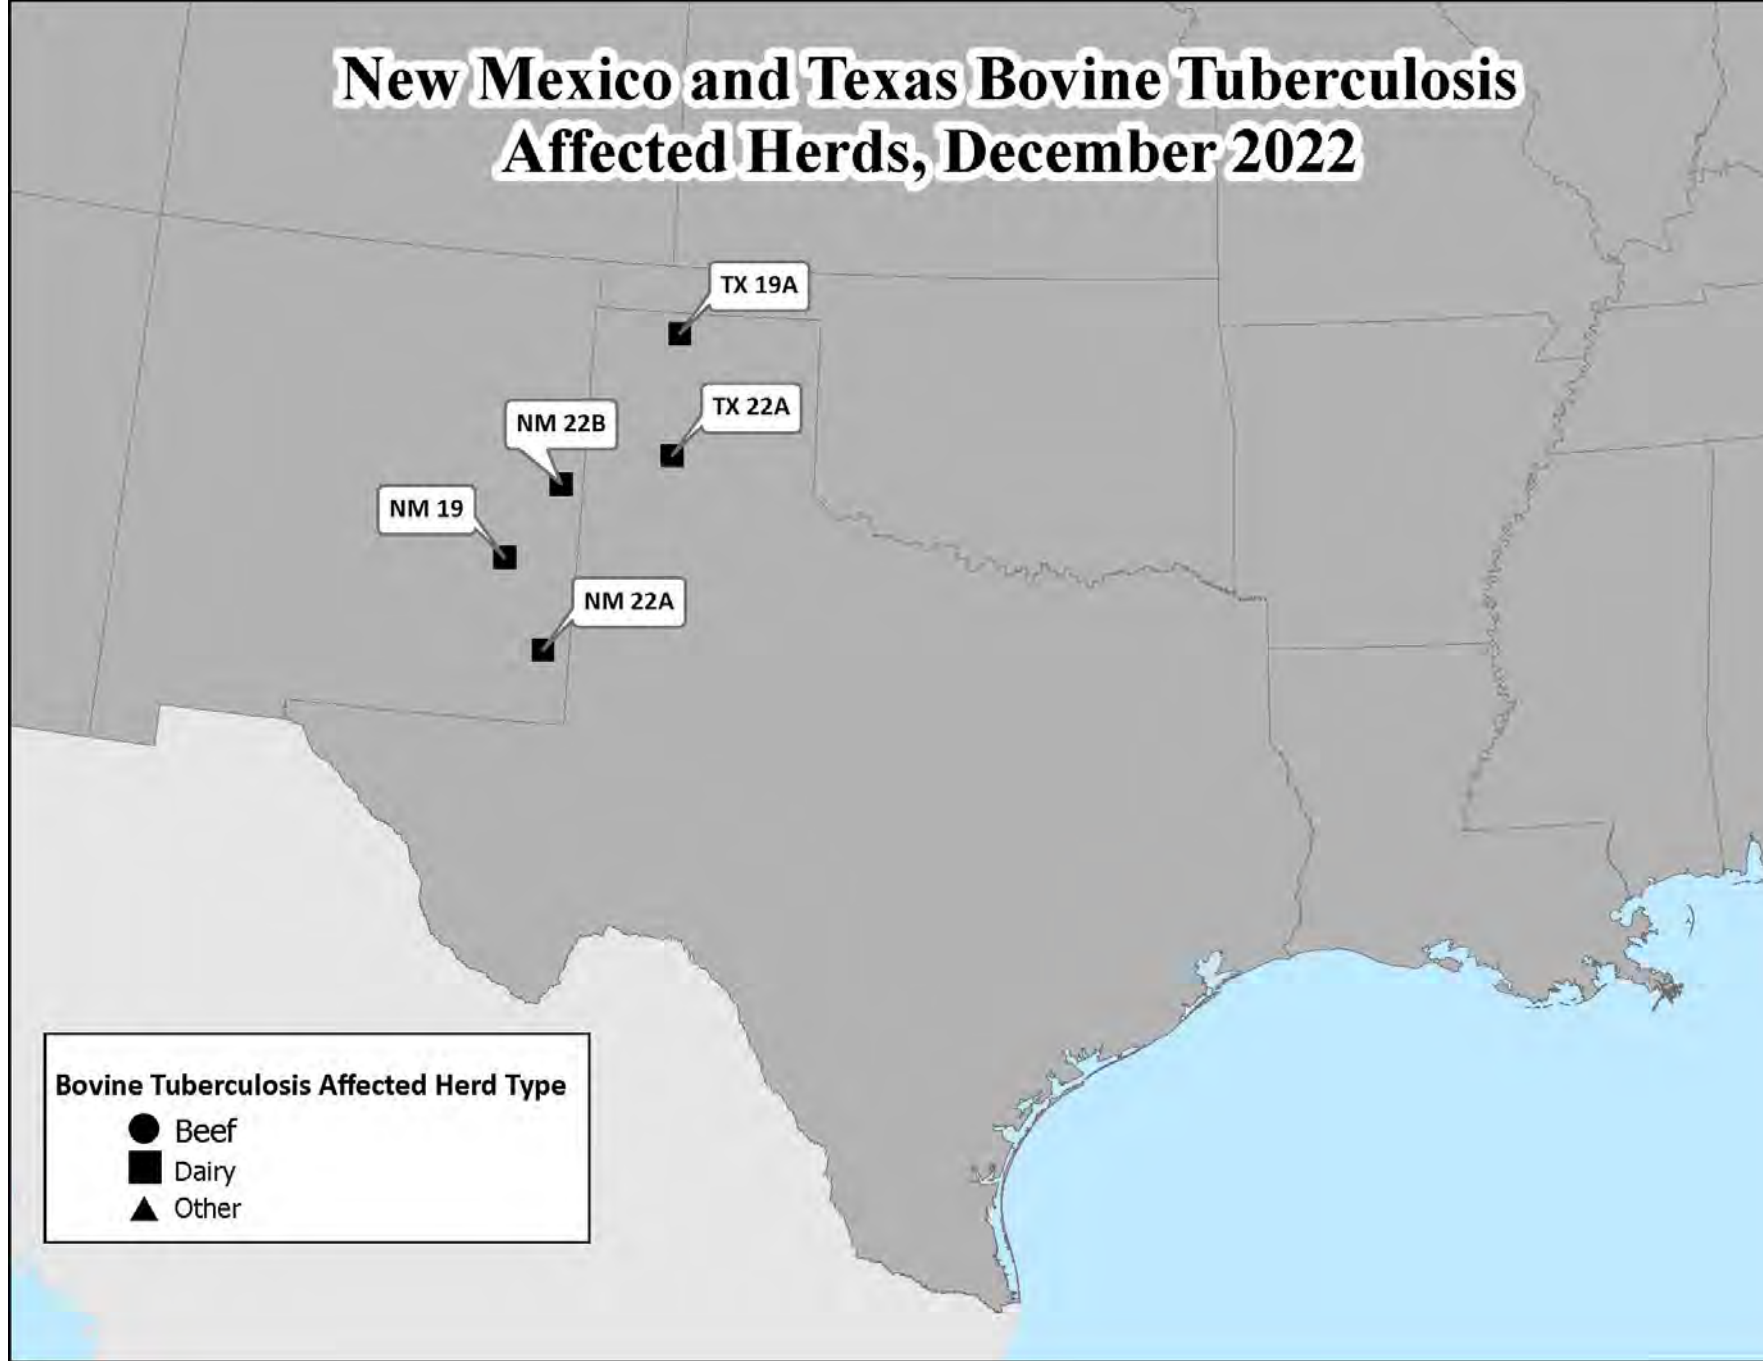 New Mexico and Texas Bovine Tuberculosis
Affected Herds, December 2022
TX 19A
TX 22A
NM 22B
NM 19
NM 22A
Bovine Tuberculosis Affected Herd Type
Beef
Dairy
Other